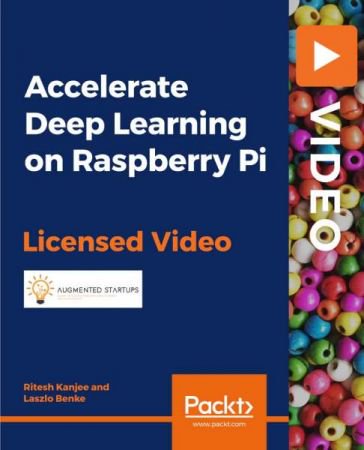 Accelerate
Deep Learning
on Raspberry Pi
VIDEO
Licensed Video
AUGMENTED STARTUPS
Ritesh Kanjee and
Laszlo Benke
Packt>
www.packt.com